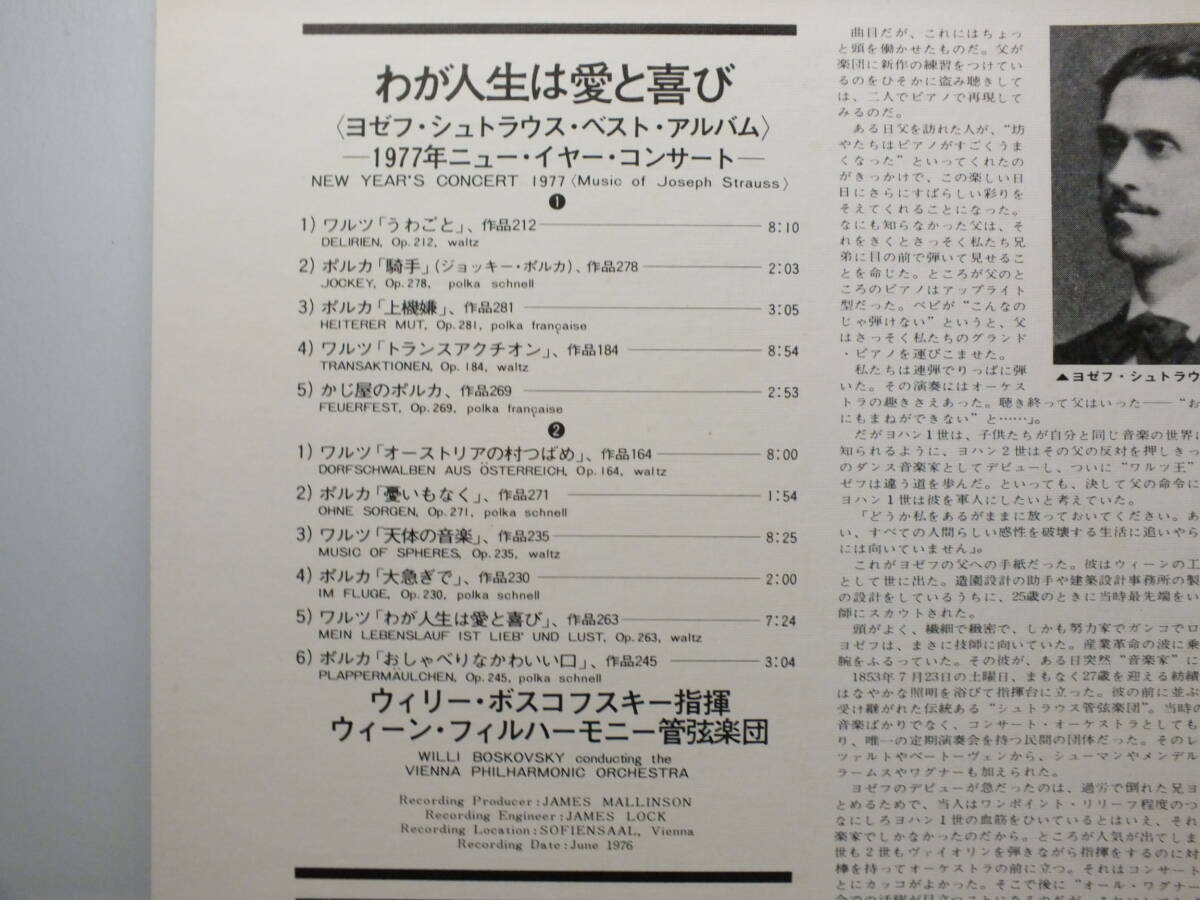 わが人生は愛と喜び
〈ヨゼフ・シュトラウス・ベスト・アルバム〉
—1977年ニュー・イヤー・コンサート—
NEW YEAR'S CONCERT 1977〈Music of Joseph Strauss〉
❶
1) ワルツ「うわごと」、作品212 8:10
DELIRIEN, Op. 212, waltz
2) ポルカ「騎手」(ジョッキー・ポルカ)、作品278 2:03
JOCKEY, Op. 278, polka schnell
3) ポルカ「上機嫌」、作品281 3:05
HEITERER MUT, Op. 281, polka française
4) ワルツ「トランスアクチオン」、作品184 8:54
TRANSAKTIONEN, Op. 184, waltz
5) かじ屋のポルカ、作品269 2:53
FEUERFEST, Op. 269, polka française
❷
1) ワルツ「オーストリアの村つばめ」、作品164 8:00
DORFSCHWALBEN AUS ÖSTERREICH, Op. 164, waltz
2) ポルカ「憂いもなく」、作品271 1:54
OHNE SORGEN, Op. 271, polka schnell
3) ワルツ「天体の音楽」、作品235 8:25
MUSIC OF SPHERES, Op. 235, waltz
4) ポルカ「大急ぎで」、作品230 2:00
IM FLUGE, Op. 230, polka schnell
5) ワルツ「わが人生は愛と喜び」、作品263 7:24
MEIN LEBENSLAUF IST LIEB' UND LUST, Op. 263, waltz
6) ポルカ「おしゃべりなかわいい口」、作品245 3:04
PLAPPERMÄULCHEN, Op. 245, polka schnell
ウィリー・ボスコフスキー指揮
ウィーン・フィルハーモニー管弦楽団
WILLI BOSKOVSKY conducting the
VIENNA PHILHARMONIC ORCHESTRA
Recording Producer : JAMES MALLINSON
Recording Engineer : JAMES LOCK
Recording Location : SOFIENSAAL, Vienna
Recording Date : June 1976
曲目だが、これにはちょっ
と頭を働かせたものだ。父が
楽団に新作の練習をつけてい
るのをひそかに盗み聴きして
は、二人でピアノで再現して
みるのだ。
ある日父を訪れた人が、“坊
やたちはピアノがすごくうま
くなった”といってくれたの
がきっかけで、この楽しい日
日にさらにすばらしい彩りを
そえてくれることになった。
なにも知らなかった父は、そ
れをきくとさっそく私たち兄
弟に目の前で弾いて見せるこ
とを命じた。ところが父のと
ころのピアノはアップライト
型だった。ペピが“こんなの
じゃ弾けない”というと、父
はさっそく私たちのグランド
・ピアノを運びこませた。
私たちは連弾でりっぱに弾
いた。その演奏にはオーケス
トラの趣きさえあった。聴き終って父はいった——“お
にもまねができない”と……」。
だがヨハン1世は、子供たちが自分と同じ音楽の世界に
知られるように、ヨハン2世はその父の反対を押しきっ
のダンス音楽家としてデビューし、ついに“ワルツ王”
ゼフは違う道を歩んだ。といっても、決して父の命令に
ヨハン1世は彼を軍人にしたいと考えていた。
「どうか私をあるがままに放っておいてください。あ
い、すべての人間らしい感性を破壊する生活に追いやら
には向いていません」。
これがヨゼフの父への手紙だった。彼はウィーンの工
として世に出た。造園設計の助手や建築設計事務所の製
の設計をしているうちに、25歳のときに当時最先端をい
師にスカウトされた。
頭がよく、繊細で緻密で、しかも努力家でガンコでロ
ヨゼフは、まさに技師に向いていた。産業革命の波に乗
腕をふるっていた。その彼が、ある日突然“音楽家”に
1853年7月23日の土曜日、まもなく27歳を迎える紡績
はなやかな照明を浴びて指揮台に立った。彼の前に並ぶ
受け継がれた伝統ある“シュトラウス管弦楽団”。当時の
音楽ばかりでなく、コンサート・オーケストラとしても
り、唯一の定期演奏会を持つ民間の団体だった。そのレ
ツァルトやベートーヴェンから、シューマンやメンデル
ラームスやワグナーも加えられた。
ヨゼフのデビューが急だったのは、過労で倒れた兄ヨ
とめるためで、当人はワンポイント・リリーフ程度のつ
なにしろヨハン1世の血筋をひいているとはいえ、それ
楽家でしかなかったのだから。ところが人気が出てしま
世も2世もヴァイオリンを弾きながら指揮をするのに対
棒を持ってオーケストラの前に立つ。それはコンサート
とにカッコがよかった。そこで後に“オール・ワグナー
▲ヨゼフ・シュトラウ